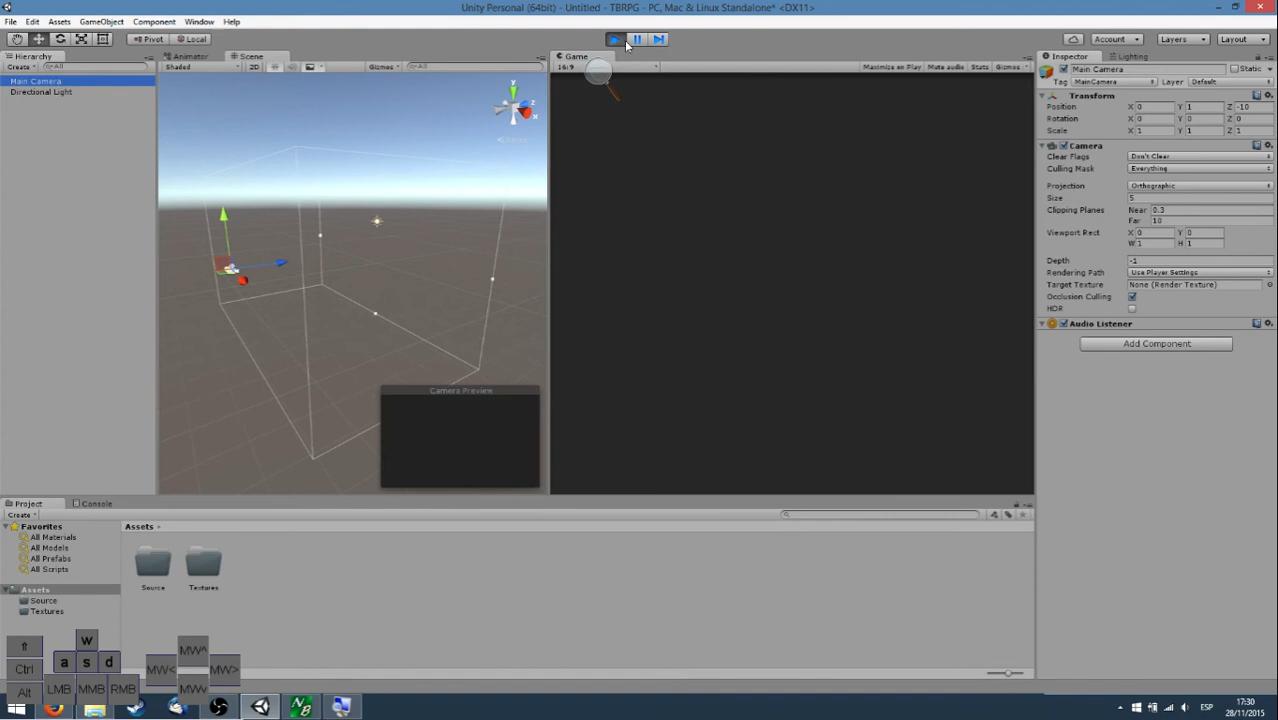 Unity Personal (64bit) - Untitled - TBRPG - PC, Mac & Linux Standalone* <DX11>
File Edit Assets GameObject Component Window Help
Pivot Local Account Layers Layout
Hierarchy Animator Scene Game Inspector Lighting
Create All Shaded 2D Gizmos All 16:9 Maximize on Play Mute audio Stats Gizmos
Main Camera Static
Tag MainCamera Layer Default
Main Camera
Directional Light
y
z
x
Transform
Position X 0 Y 1 Z -10
Rotation X 0 Y 0 Z 0
Scale X 1 Y 1 Z 1
Camera
Clear Flags Don't Clear
Culling Mask Everything
Projection Orthographic
Size 5
Clipping Planes Near 0.3
Far 10
Viewport Rect X 0 Y 0
W 1 H 1
Depth -1
Rendering Path Use Player Settings
Target Texture None (Render Texture)
Occlusion Culling
HDR
Audio Listener
Add Component
Camera Preview
Project Console
Create
Favorites
All Materials
All Models
All Prefabs
All Scripts
Assets
Source
Textures
Assets
Source Textures
W
a s d
Ctrl
Alt LMB MMB RMB
MW^
MW< MW>
MWv
NB
ESP
17:30
28/11/2015